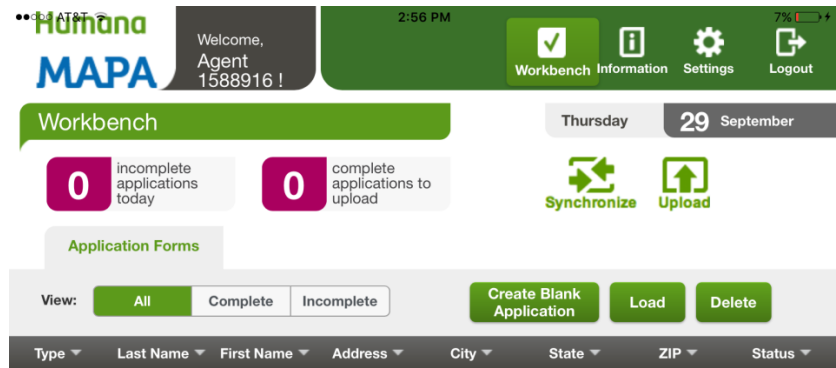 AT&T 2:56 PM 7%
Humana
MAPA
Welcome,
Agent
1588916 !
Workbench Information Settings Logout
Workbench
Thursday 29 September
0 incomplete
applications
today
0 complete
applications to
upload
Synchronize Upload
Application Forms
View: All Complete Incomplete
Create Blank
Application
Load Delete
Type Last Name First Name Address City State ZIP Status